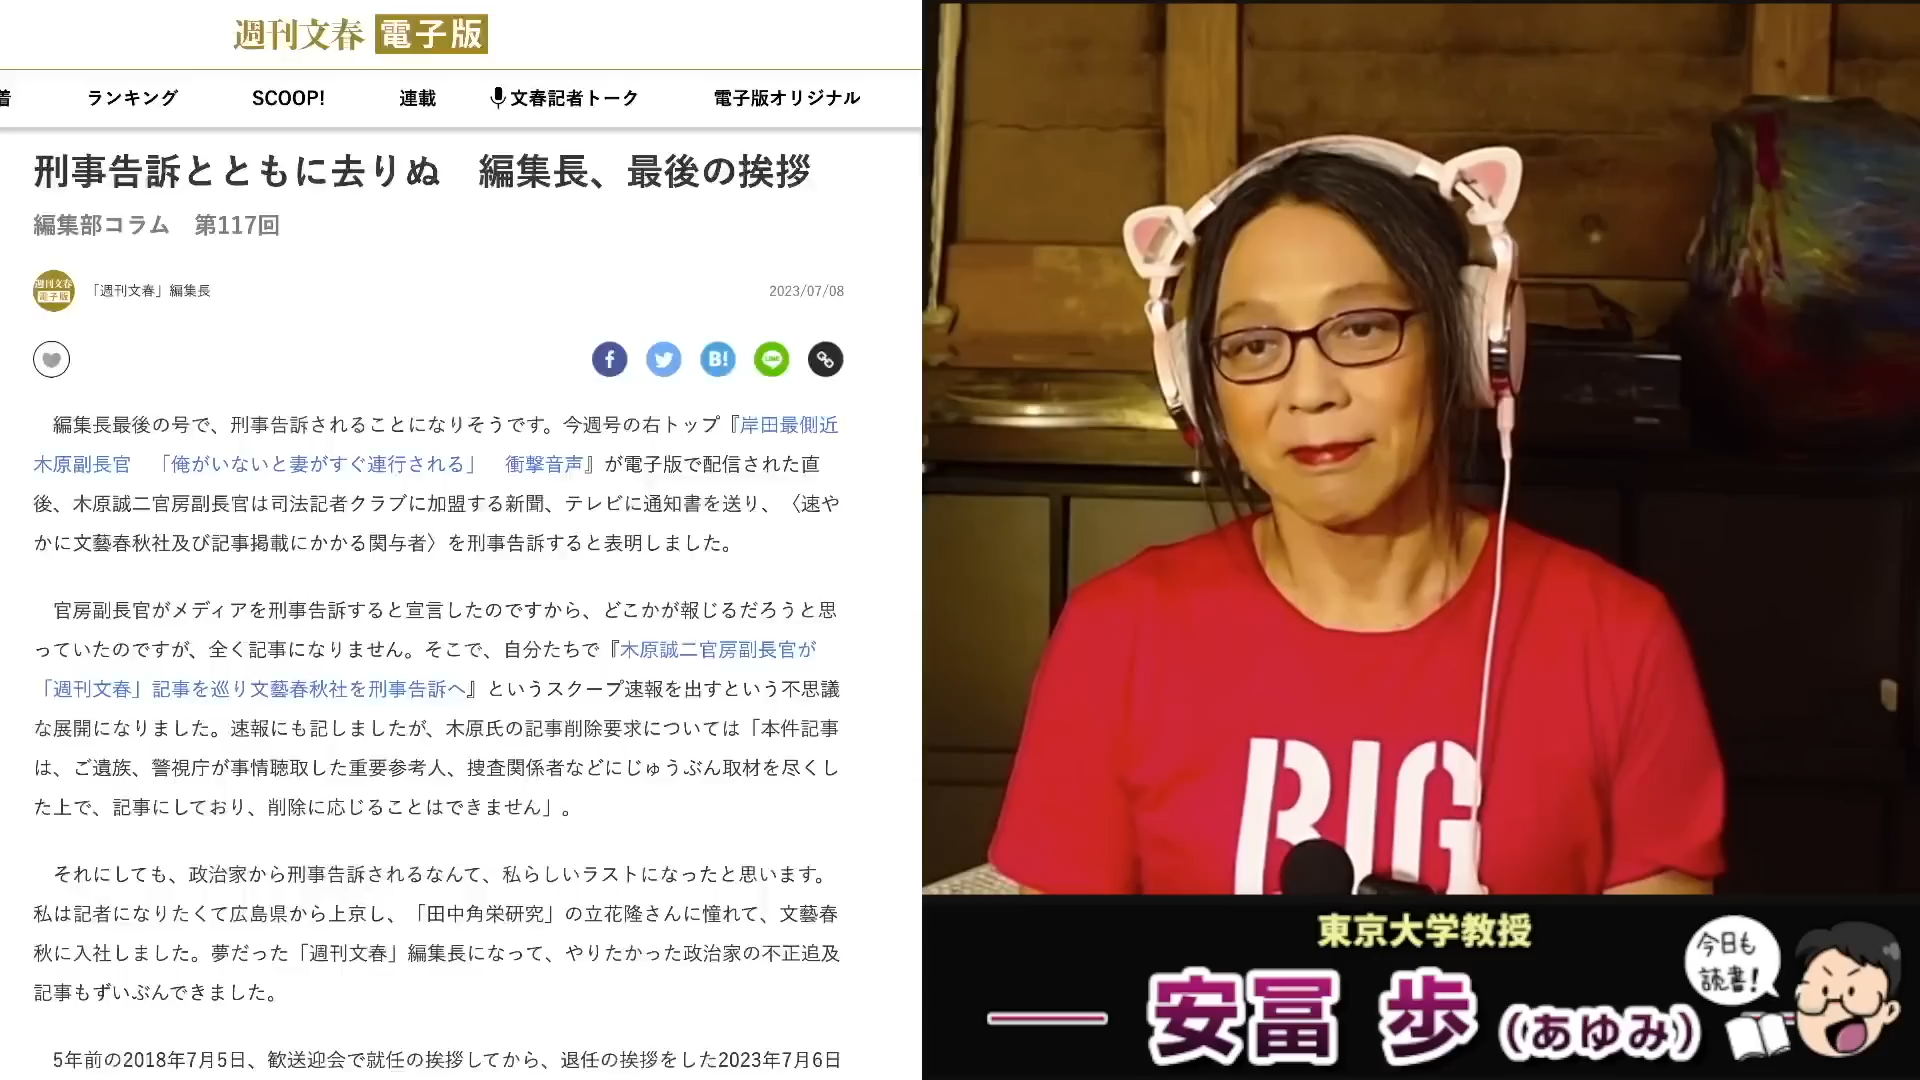 週刊文春 電子版
着 ランキング SCOOP! 連載 文春記者トーク 電子版オリジナル
刑事告訴とともに去りぬ　編集長、最後の挨拶
編集部コラム　第117回
週刊文春
電子版
「週刊文春」編集長
2023/07/08
f B! LINE
編集長最後の号で、刑事告訴されることになりそうです。今週号の右トップ『岸田最側近
木原副長官　「俺がいないと妻がすぐ連行される」　衝撃音声』が電子版で配信された直
後、木原誠二官房副長官は司法記者クラブに加盟する新聞、テレビに通知書を送り、〈速や
かに文藝春秋社及び記事掲載にかかる関与者〉を刑事告訴すると表明しました。
官房副長官がメディアを刑事告訴すると宣言したのですから、どこかが報じるだろうと思
っていたのですが、全く記事になりません。そこで、自分たちで『木原誠二官房副長官が
「週刊文春」記事を巡り文藝春秋社を刑事告訴へ』というスクープ速報を出すという不思議
な展開になりました。速報にも記しましたが、木原氏の記事削除要求については「本件記事
は、ご遺族、警視庁が事情聴取した重要参考人、捜査関係者などにじゅうぶん取材を尽くし
た上で、記事にしており、削除に応じることはできません」。
それにしても、政治家から刑事告訴されるなんて、私らしいラストになったと思います。
私は記者になりたくて広島県から上京し、「田中角栄研究」の立花隆さんに憧れて、文藝春
秋に入社しました。夢だった「週刊文春」編集長になって、やりたかった政治家の不正追及
記事もずいぶんできました。
5年前の2018年7月5日、歓送迎会で就任の挨拶してから、退任の挨拶をした2023年7月6日
BIG
東京大学教授
安冨 歩 (あゆみ)
今日も
読書!